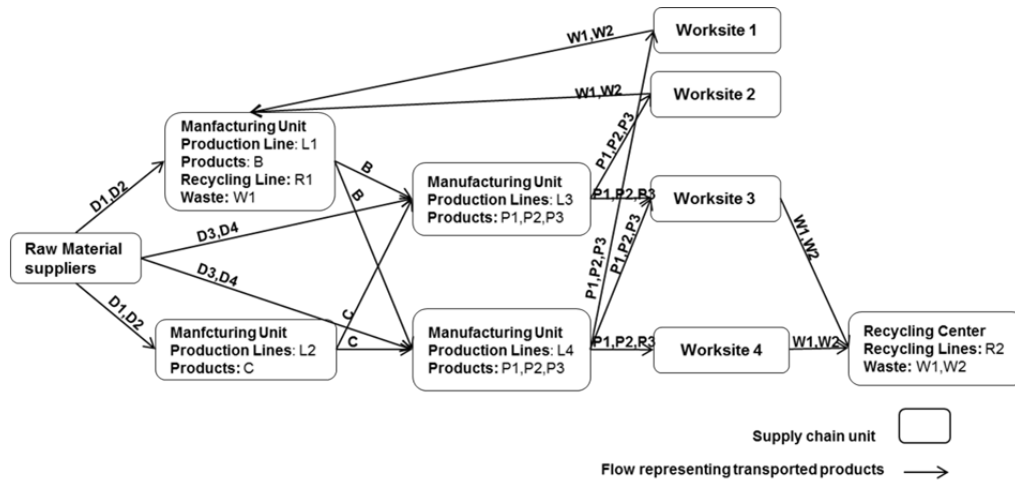 Worksite 1
W1,W2
Worksite 2
W1,W2
Manfacturing Unit
Production Line: L1
Products: B
Recycling Line: R1
Waste: W1
B
B
P1,P2,P3
D1,D2
Manufacturing Unit
Production Lines: L3
Products: P1,P2,P3
P1,P2,P3
Worksite 3
D3,D4
Raw Material
suppliers
D3,D4
P1,P2,P3
P1,P2,P3
W1,W2
D1,D2
C
Manfcturing Unit
Production Lines: L2
Products: C
C
Manufacturing Unit
Production Lines: L4
Products: P1,P2,P3
P1,P2,R3
Worksite 4
W1,W2
Recycling Center
Recycling Lines: R2
Waste: W1,W2
Supply chain unit
Flow representing transported products